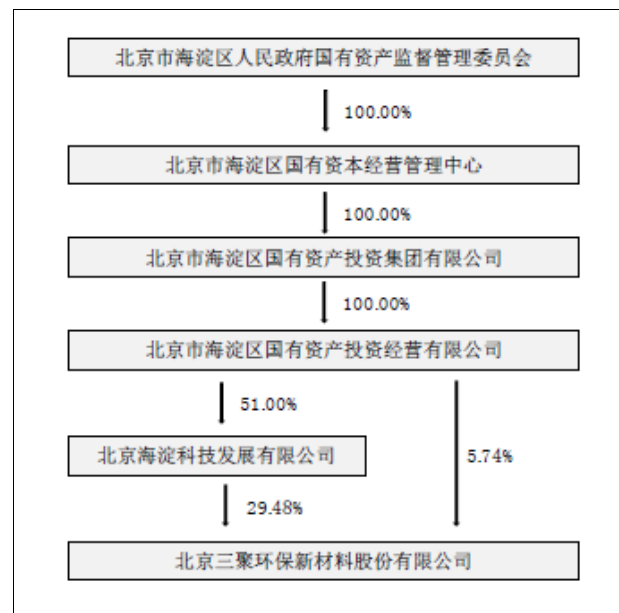 北京市海淀区人民政府国有资产监督管理委员会
100.00%
北京市海淀区国有资本经营管理中心
100.00%
北京市海淀区国有资产投资集团有限公司
100.00%
北京市海淀区国有资产投资经营有限公司
51.00%
北京海淀科技发展有限公司
5.74%
29.48%
北京三聚环保新材料股份有限公司